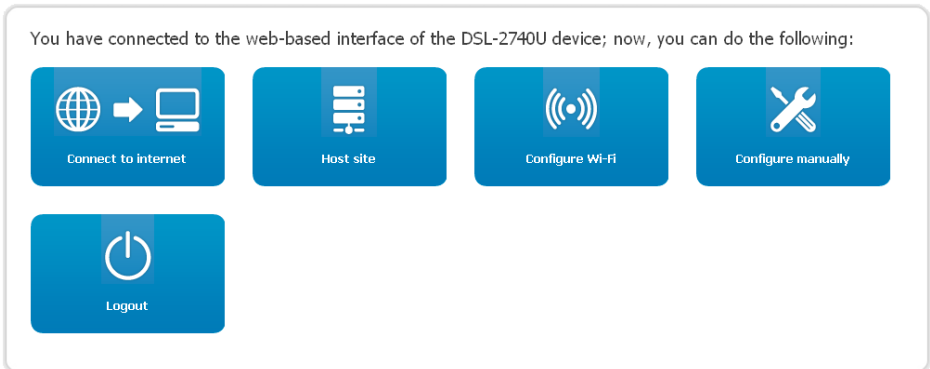 You have connected to the web-based interface of the DSL-2740U device; now, you can do the following:
Connect to internet
Host site
Configure Wi-Fi
Configure manually
Logout